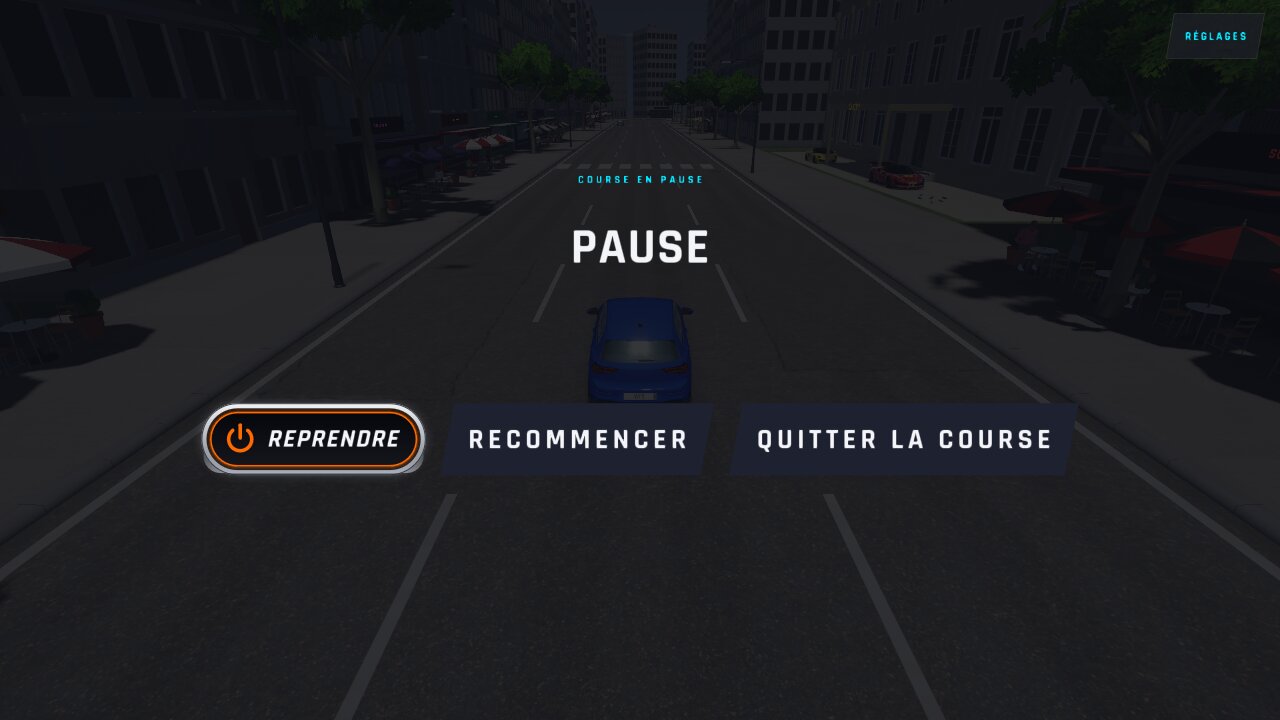 RÉGLAGES
COURSE EN PAUSE
PAUSE
REPRENDRE
RECOMMENCER
QUITTER LA COURSE